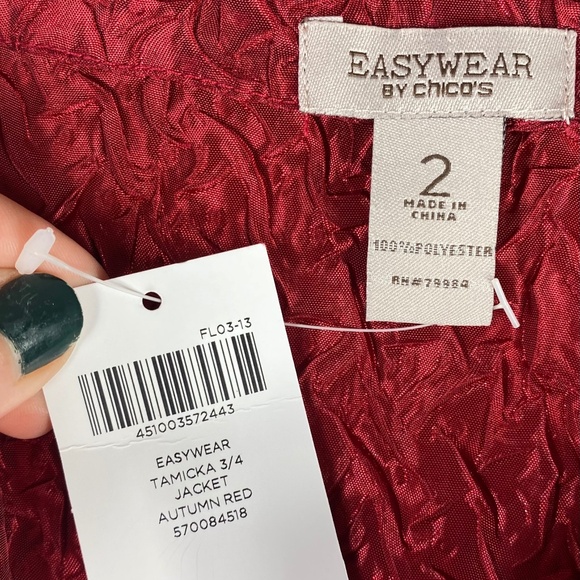 EASYWEAR
BY chico's
2
MADE IN
CHINA
100%POLYESTER
RN#79984
FL03-13
451003572443
EASYWEAR
TAMICKA 3/4
JACKET
AUTUMN RED
570084518